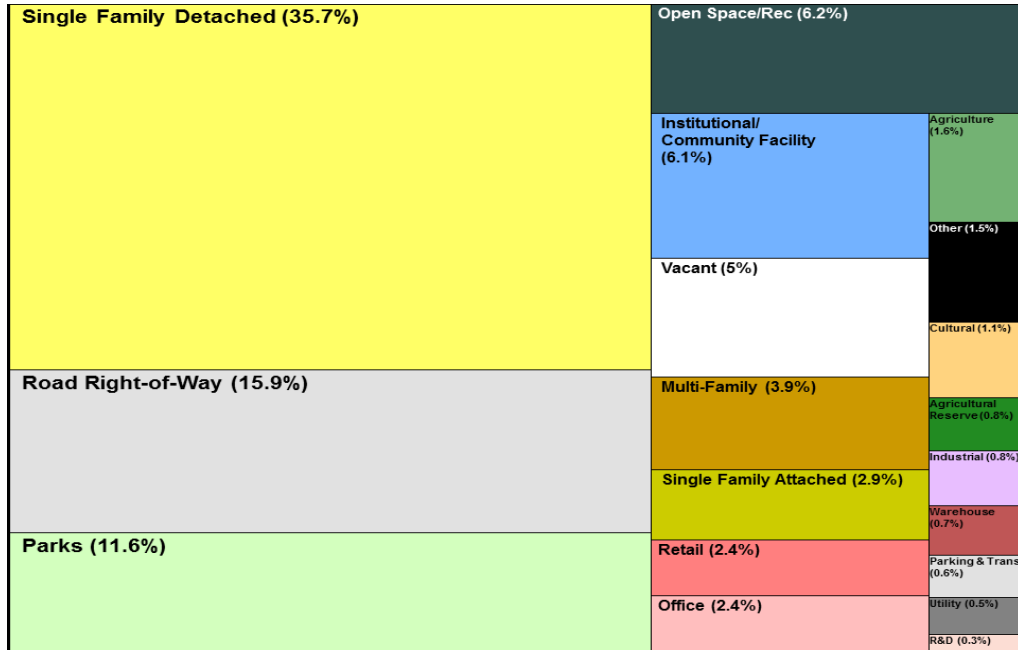 Single Family Detached (35.7%)
Road Right-of-Way (15.9%)
Parks (11.6%)
Open Space/Rec (6.2%)
Institutional/
Community Facility
(6.1%)
Vacant (5%)
Multi-Family (3.9%)
Single Family Attached (2.9%)
Retail (2.4%)
Office (2.4%)
Agriculture
(1.6%)
Other (1.5%)
Cultural (1.1%)
Agricultural
Reserve (0.8%)
Industrial (0.8%)
Warehouse
(0.7%)
Parking & Trans
(0.6%)
Utility (0.5%)
R&D (0.3%)